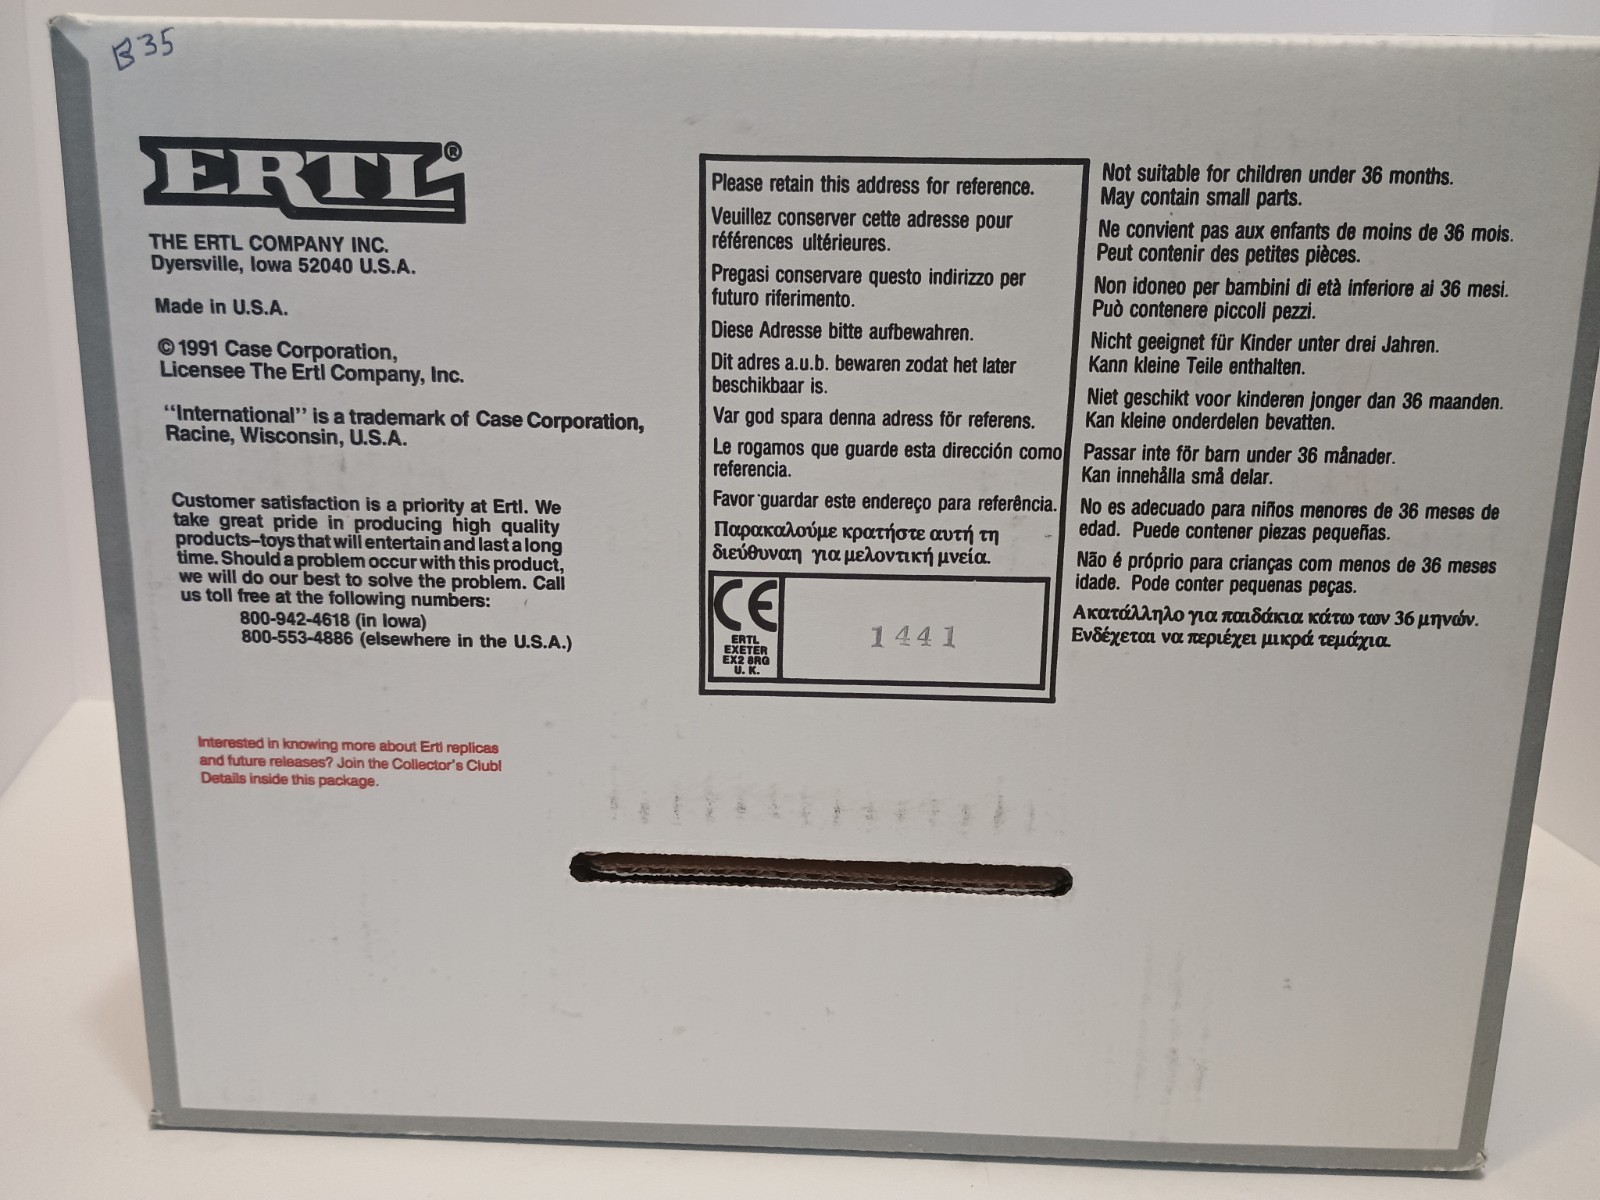 B35
ERTL®
THE ERTL COMPANY INC.
Dyersville, Iowa 52040 U.S.A.
Made in U.S.A.
© 1991 Case Corporation,
Licensee The Ertl Company, Inc.
“International” is a trademark of Case Corporation,
Racine, Wisconsin, U.S.A.
Customer satisfaction is a priority at Ertl. We
take great pride in producing high quality
products–toys that will entertain and last a long
time. Should a problem occur with this product,
we will do our best to solve the problem. Call
us toll free at the following numbers:
800-942-4618 (in Iowa)
800-553-4886 (elsewhere in the U.S.A.)
Interested in knowing more about Ertl replicas
and future releases? Join the Collector's Club!
Details inside this package.
Please retain this address for reference.
Veuillez conserver cette adresse pour
références ultérieures.
Pregasi conservare questo indirizzo per
futuro riferimento.
Diese Adresse bitte aufbewahren.
Dit adres a.u.b. bewaren zodat het later
beschikbaar is.
Var god spara denna adress för referens.
Le rogamos que guarde esta dirección como
referencia.
Favor guardar este endereço para referência.
Παρακαλούμε κρατήστε αυτή τη
διεύθυναη για μελοντική μνεία.
CE
ERTL
EXETER
EX2 8RQ
U. K.
1441
Not suitable for children under 36 months.
May contain small parts.
Ne convient pas aux enfants de moins de 36 mois.
Peut contenir des petites pièces.
Non idoneo per bambini di età inferiore ai 36 mesi.
Può contenere piccoli pezzi.
Nicht geeignet für Kinder unter drei Jahren.
Kann kleine Teile enthalten.
Niet geschikt voor kinderen jonger dan 36 maanden.
Kan kleine onderdelen bevatten.
Passar inte för barn under 36 månader.
Kan innehålla små delar.
No es adecuado para niños menores de 36 meses de
edad. Puede contener piezas pequeñas.
Não é próprio para crianças com menos de 36 meses
idade. Pode conter pequenas peças.
Ακατάλληλο για παιδάκια κάτω των 36 μηνών.
Ενδέχεται να περιέχει μικρά τεμάχια.